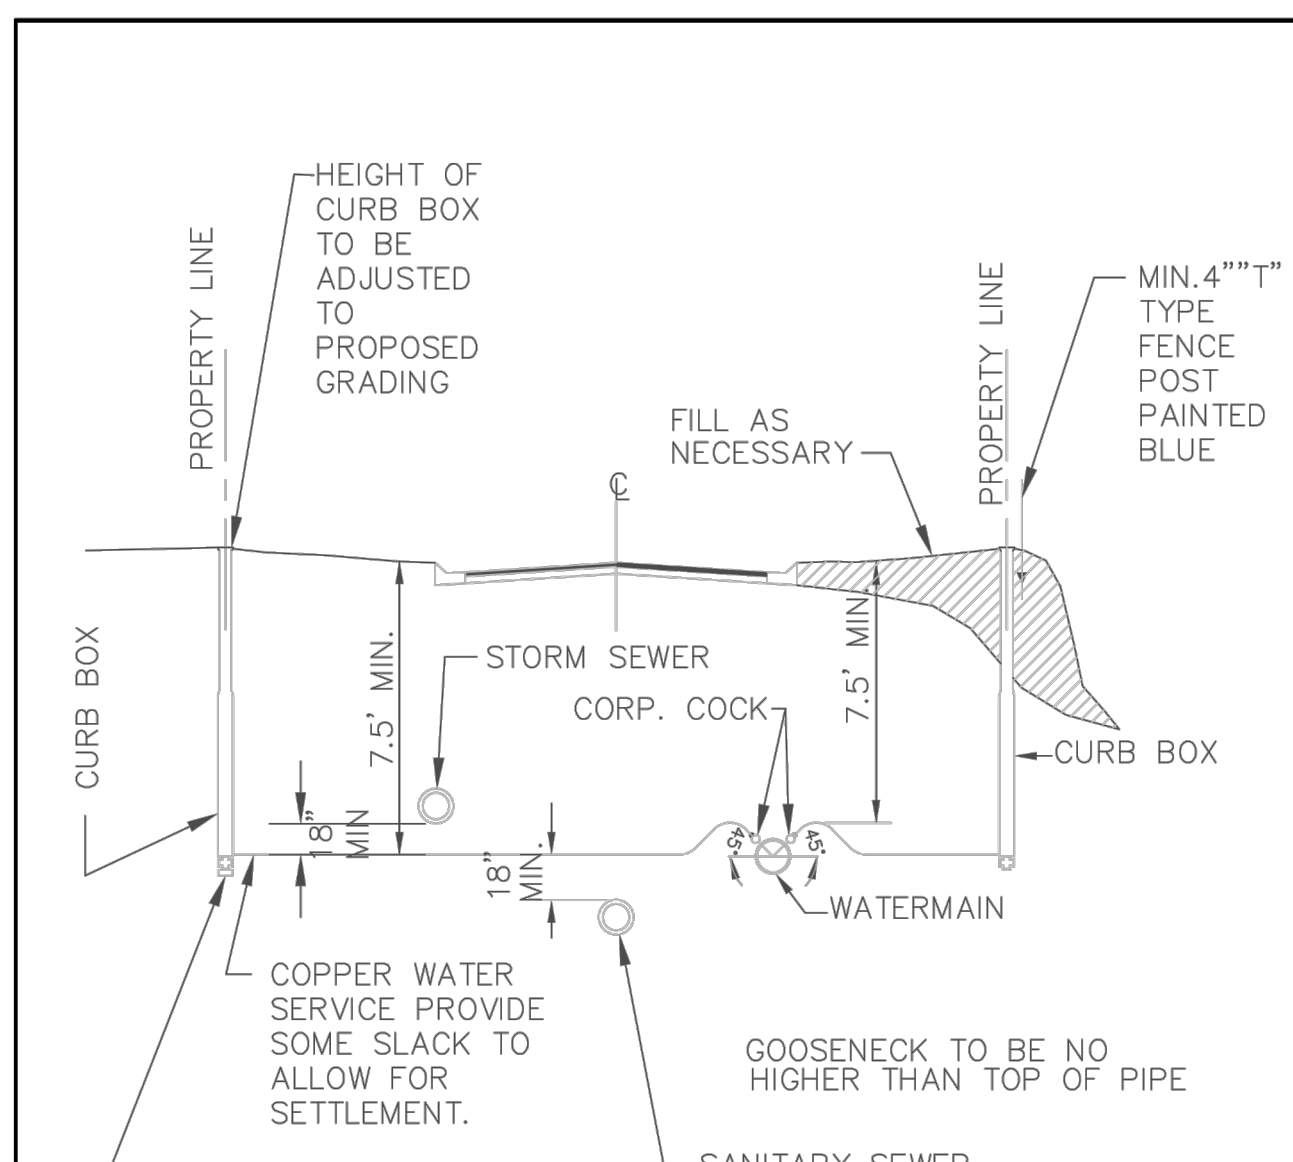 HEIGHT OF
CURB BOX
TO BE
ADJUSTED
TO
PROPOSED
GRADING
PROPERTY LINE
PROPERTY LINE
MIN.4""T"
TYPE
FENCE
POST
PAINTED
BLUE
FILL AS
NECESSARY
℄
STORM SEWER
CORP. COCK
CURB BOX
7.5' MIN.
7.5' MIN.
CURB BOX
18"
MIN
18"
MIN.
45°
45°
WATERMAIN
COPPER WATER
SERVICE PROVIDE
SOME SLACK TO
ALLOW FOR
SETTLEMENT.
GOOSENECK TO BE NO
HIGHER THAN TOP OF PIPE
SANITARY SEWER